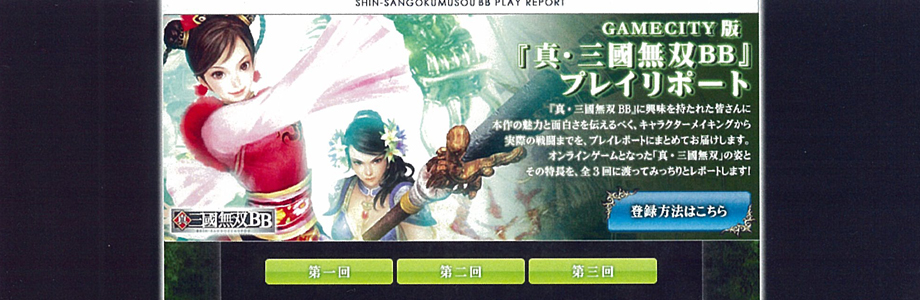 SHIN-SANGOKUMUSOU BB PLAY REPORT
GAMECITY 版
『真・三國無双BB』
プレイリポート
『真・三國無双 BB』に興味を持たれた皆さんに
本作の魅力と面白さを伝えるべく、キャラクターメイキングから
実際の戦闘までを、プレイレポートにまとめてお届けします。
オンラインゲームとなった「真・三國無双」の姿と
その特長を、全3回に渡ってみっちりとレポートします!
登録方法はこちら
真 三國無双BB
第一回
第二回
第三回